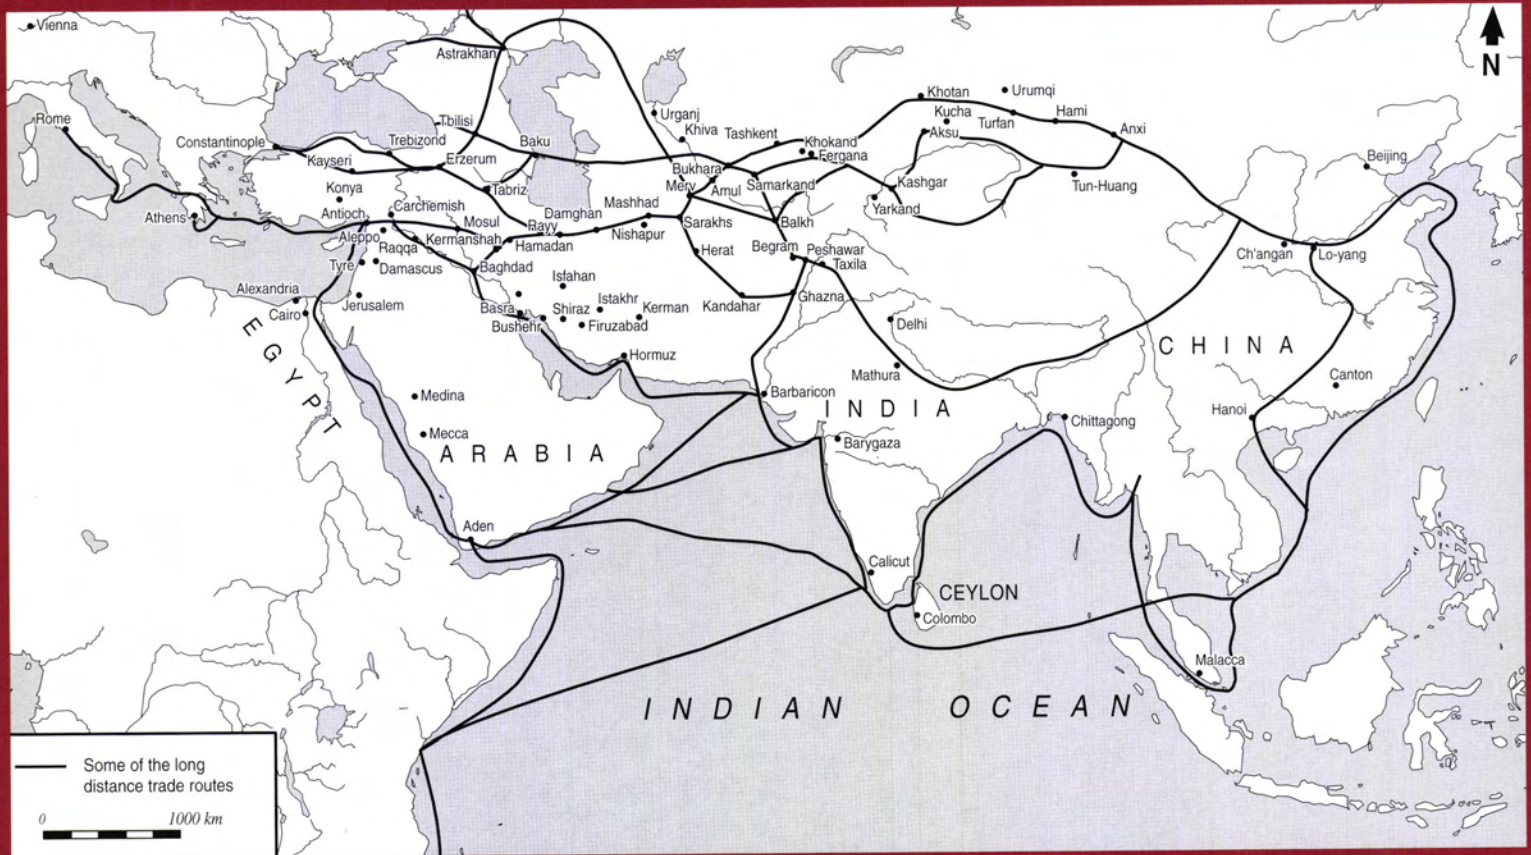 Vienna
N
Astrakhan
Khotan
Urumqi
Urganj
Kucha
Hami
Rome
Tbilisi
Turfan
Khiva
Tashkent
Aksu
Anxi
Constantinople
Trebizond
Baku
Khokand
Fergana
Beijing
Kayseri
Erzerum
Bukhara
Konya
Tabriz
Merv
Amul
Samarkand
Kashgar
Tun-Huang
Carchemish
Mashhad
Yarkand
Athens
Antioch
Mosul
Damghan
Rayy
Sarakhs
Balkh
Aleppo
Raqqa
Kermanshah
Hamadan
Nishapur
Herat
Begram
Peshawar
Ch'angan
Lo-yang
Tyre
Damascus
Baghdad
Taxila
Isfahan
Alexandria
Jerusalem
Basra
Shiraz
Istakhr
Kerman
Kandahar
Ghazna
Cairo
Bushehr
Firuzabad
Delhi
EGYPT
Hormuz
CHINA
Mathura
Canton
Medina
Barbaricon
INDIA
Hanoi
Chittagong
Mecca
ARABIA
Barygaza
Aden
Calicut
CEYLON
Colombo
Malacca
INDIAN OCEAN
Some of the long
distance trade routes
0 1000 km